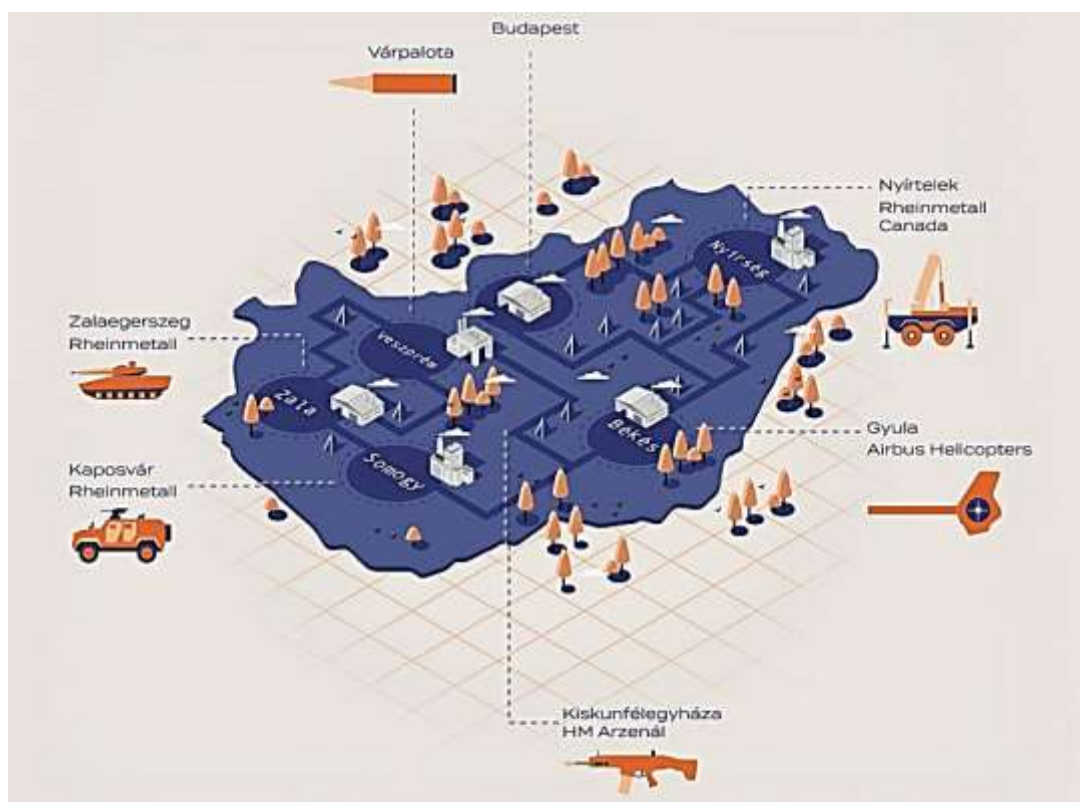 Budapest
Várpalota
Nyírtelek
Rheinmetall
Canada
Nyírség
Zalaegerszeg
Rheinmetall
Veszprém
Zala
Békés
Gyula
Airbus Helicopters
Somogy
Kaposvár
Rheinmetall
Kiskunfélegyháza
HM Arzenál